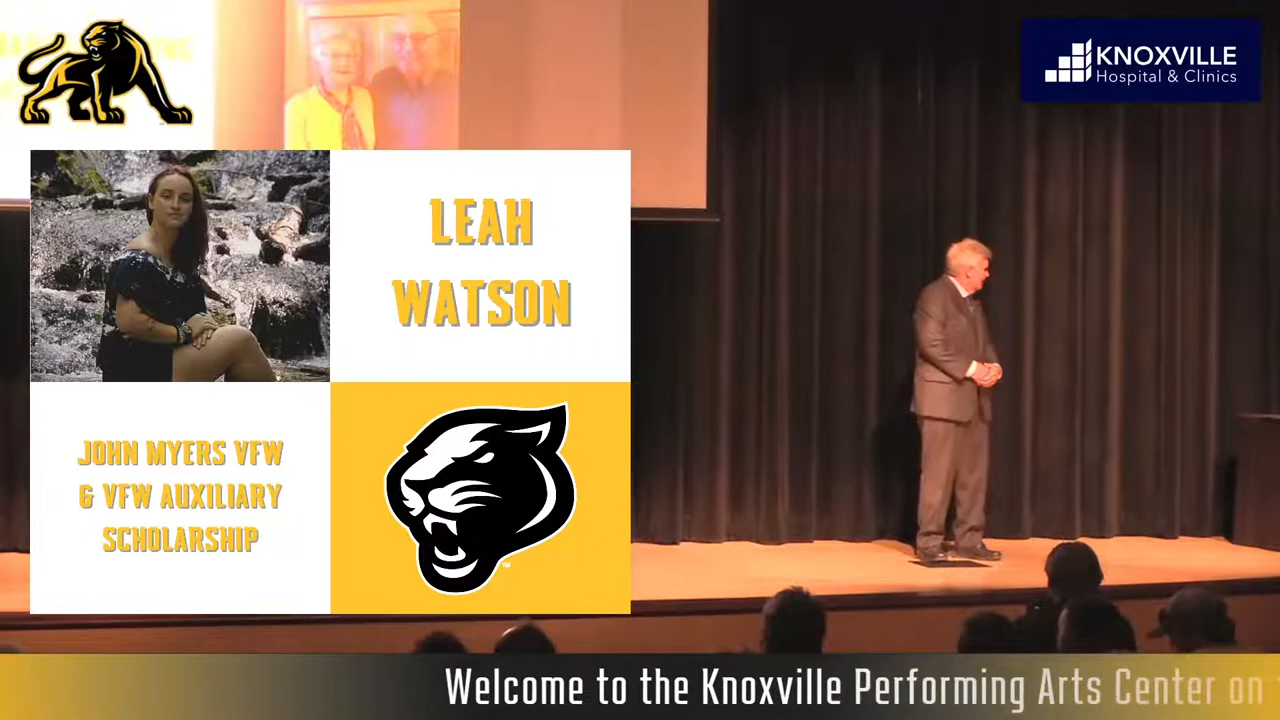 KNOXVILLE
Hospital & Clinics
LEAH
WATSON
JOHN MYERS VFW
& VFW AUXILIARY
SCHOLARSHIP
™
Welcome to the Knoxville Performing Arts Center on